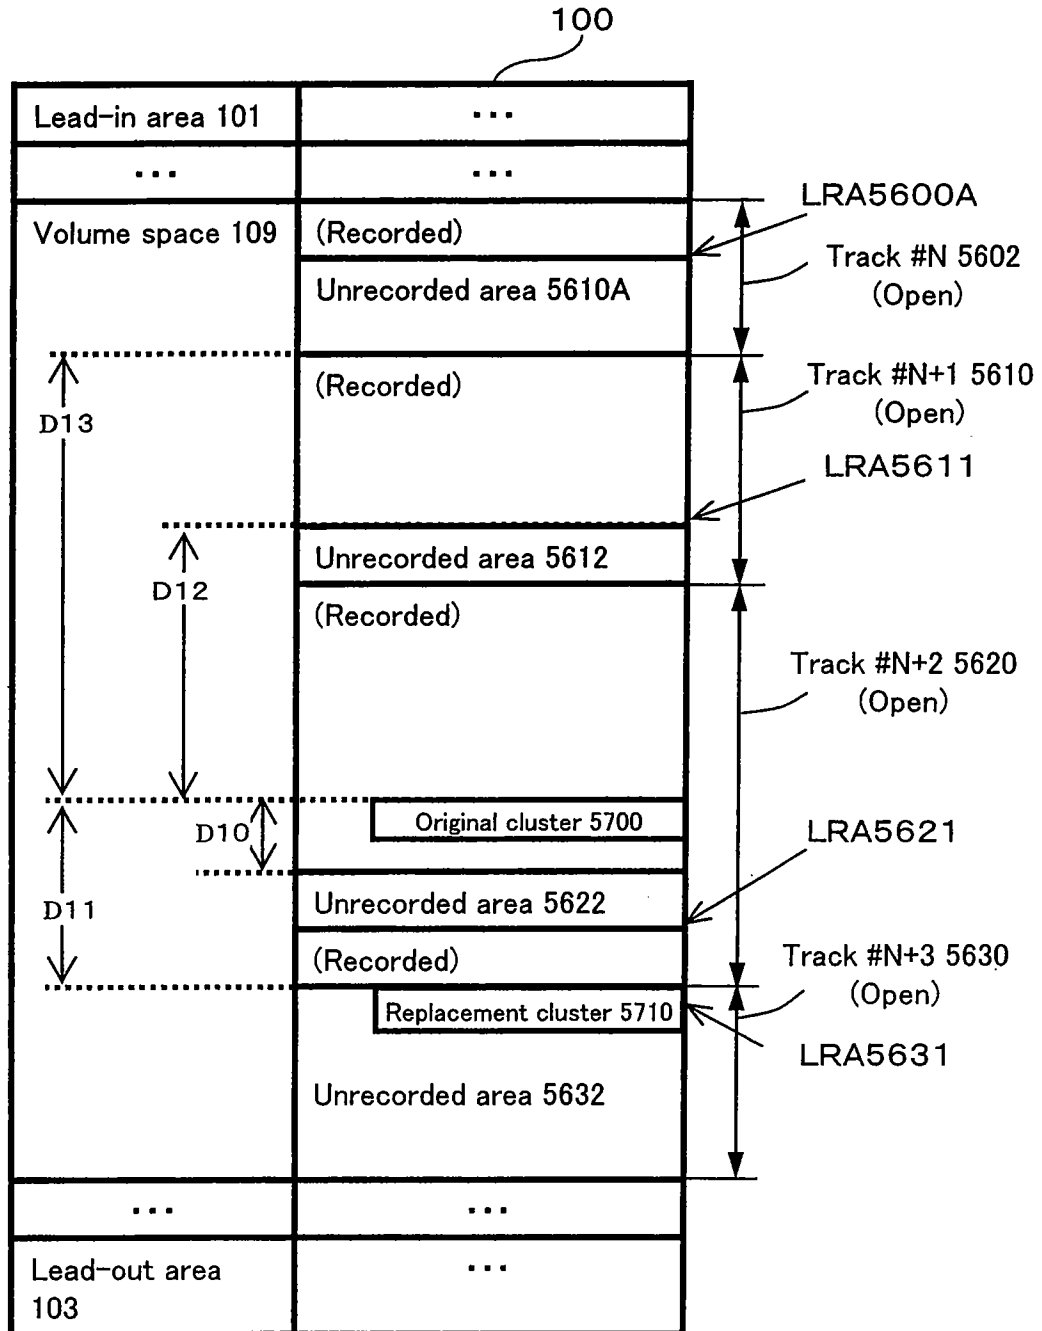 100
Lead-in area 101
...
...
...
LRA5600A
Volume space 109
(Recorded)
Track #N 5602
(Open)
Unrecorded area 5610A
(Recorded)
Track #N+1 5610
(Open)
D13
LRA5611
Unrecorded area 5612
D12
(Recorded)
Track #N+2 5620
(Open)
Original cluster 5700
D10
LRA5621
Unrecorded area 5622
D11
(Recorded)
Track #N+3 5630
(Open)
Replacement cluster 5710
LRA5631
Unrecorded area 5632
...
...
Lead-out area
103
...